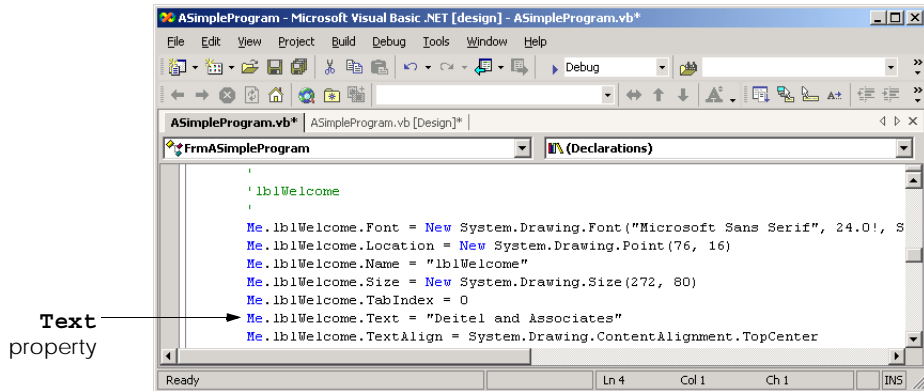 ASimpleProgram - Microsoft Visual Basic .NET [design] - ASimpleProgram.vb*
File Edit View Project Build Debug Tools Window Help
Debug
ASimpleProgram.vb* ASimpleProgram.vb [Design]*
FrmASimpleProgram (Declarations)
'
'lblWelcome
'
Me.lblWelcome.Font = New System.Drawing.Font("Microsoft Sans Serif", 24.0!, S
Me.lblWelcome.Location = New System.Drawing.Point(76, 16)
Me.lblWelcome.Name = "lblWelcome"
Me.lblWelcome.Size = New System.Drawing.Size(272, 80)
Me.lblWelcome.TabIndex = 0
Me.lblWelcome.Text = "Deitel and Associates"
Me.lblWelcome.TextAlign = System.Drawing.ContentAlignment.TopCenter
Text
property
Ready Ln 4 Col 1 Ch 1 INS